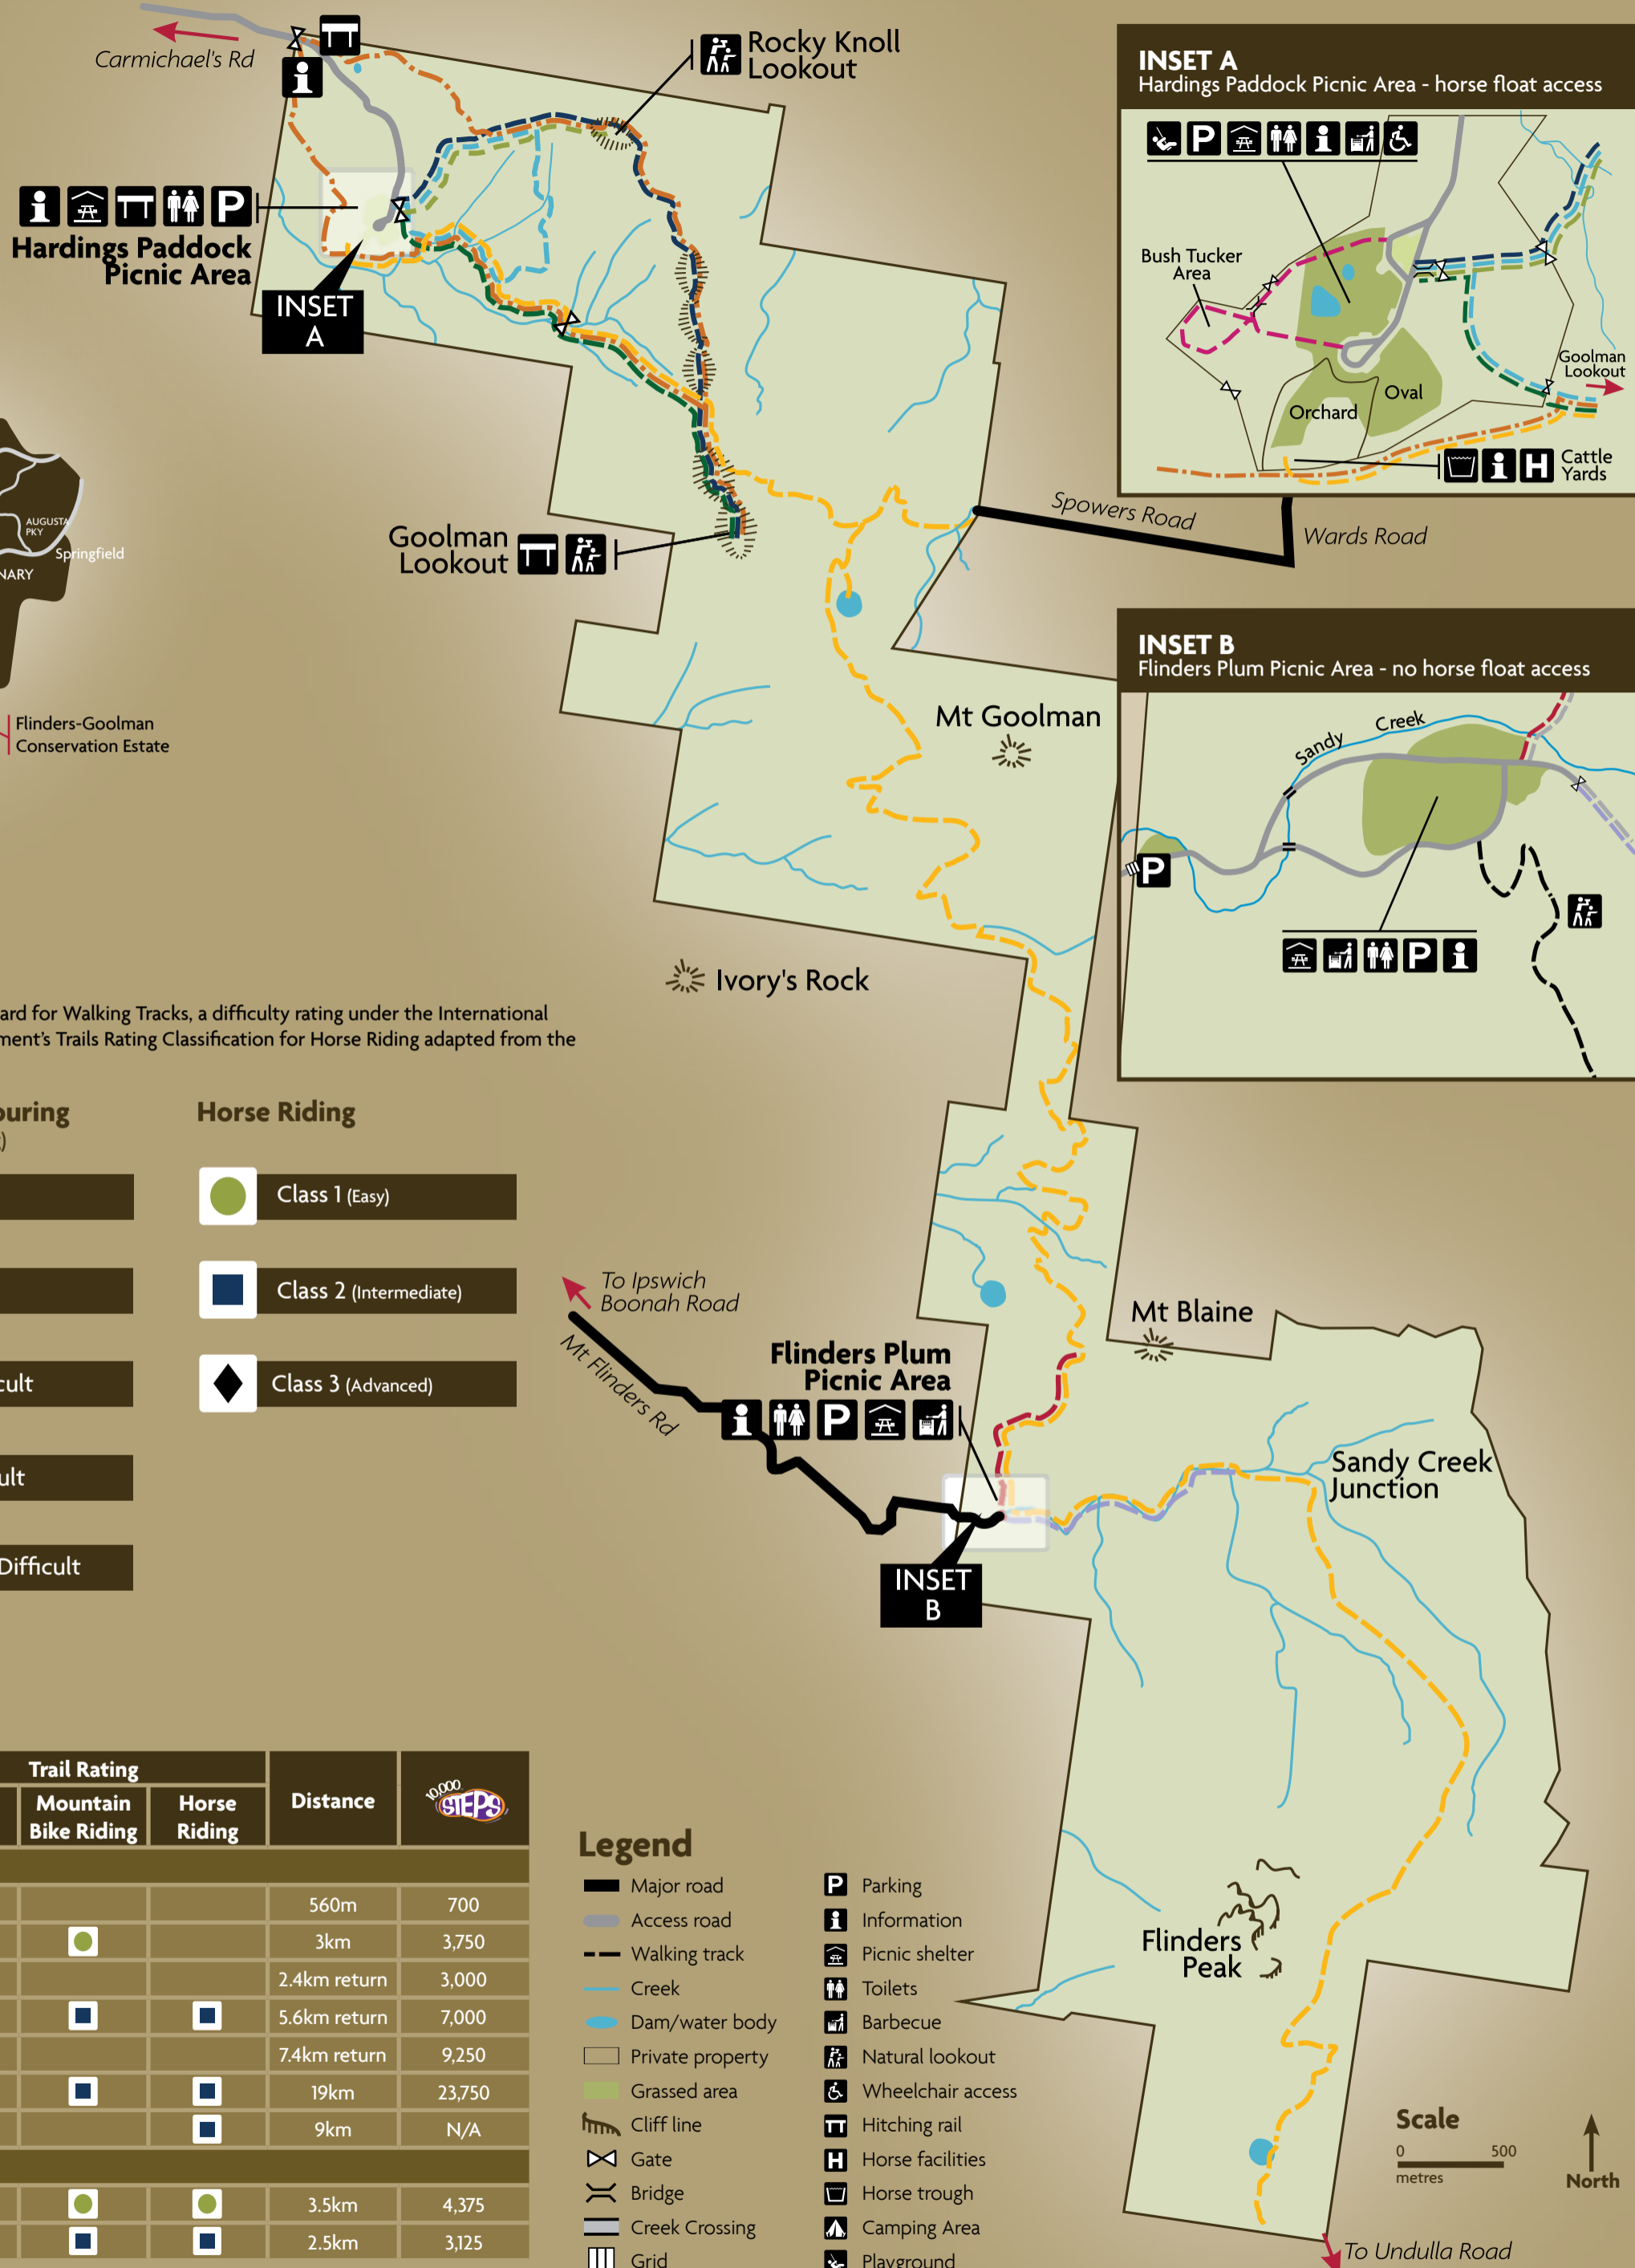 Carmichael's Rd
Rocky Knoll
Lookout
Hardings Paddock
Picnic Area
INSET
A
INSET A
Hardings Paddock Picnic Area - horse float access
Bush Tucker
Area
Goolman
Lookout
Orchard
Oval
Cattle
Yards
Spowers Road
Wards Road
Goolman
Lookout
AUGUSTA
PKY
Springfield
NARY
Flinders-Goolman
Conservation Estate
INSET B
Flinders Plum Picnic Area - no horse float access
Sandy Creek
Mt Goolman
Ivory's Rock
ard for Walking Tracks, a difficulty rating under the International
ment's Trails Rating Classification for Horse Riding adapted from the
ouring
)
cult
ult
Difficult
Horse Riding
Class 1 (Easy)
Class 2 (Intermediate)
Class 3 (Advanced)
To Ipswich
Boonah Road
Mt Flinders Rd
Flinders Plum
Picnic Area
Mt Blaine
INSET
B
Sandy Creek
Junction
Flinders
Peak
Trail Rating
Mountain
Bike Riding
Horse
Riding
Distance
10,000
STEPS
560m 700
3km 3,750
2.4km return 3,000
5.6km return 7,000
7.4km return 9,250
19km 23,750
9km N/A
3.5km 4,375
2.5km 3,125
Legend
Major road
Access road
Walking track
Creek
Dam/water body
Private property
Grassed area
Cliff line
Gate
Bridge
Creek Crossing
Grid
P Parking
Information
Picnic shelter
Toilets
Barbecue
Natural lookout
Wheelchair access
Hitching rail
H Horse facilities
Horse trough
Camping Area
Playground
Scale
0 500
metres
North
To Undulla Road